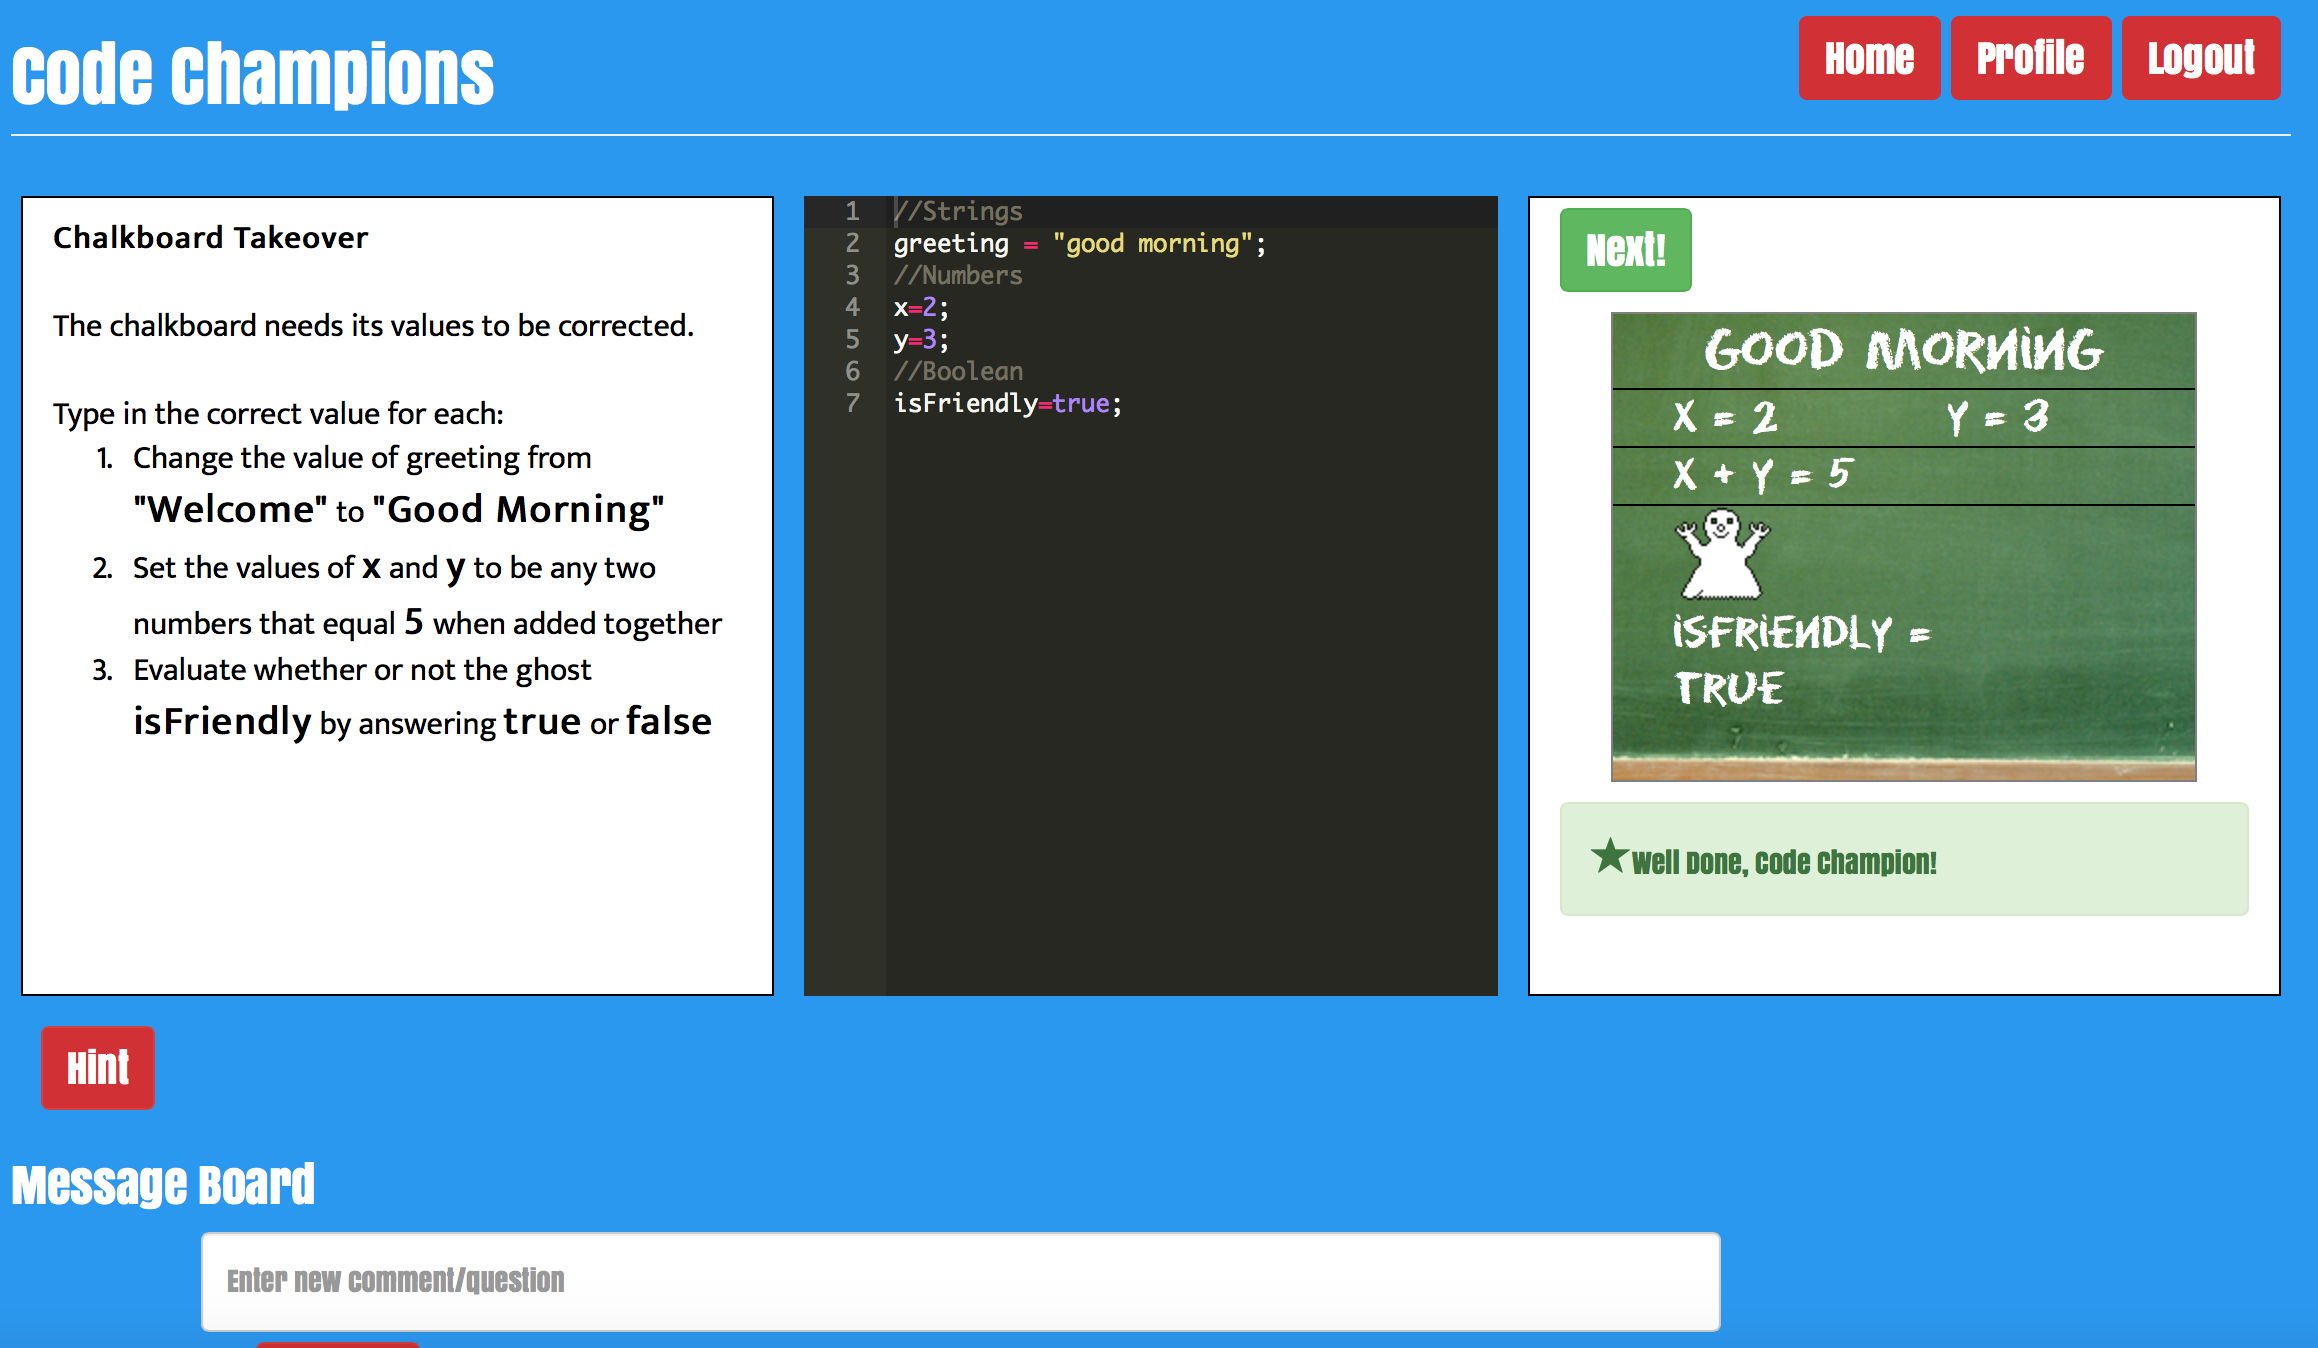 Code Champions
Home Profile Logout
Chalkboard Takeover
The chalkboard needs its values to be corrected.
Type in the correct value for each:
1. Change the value of greeting from
"Welcome" to "Good Morning"
2. Set the values of x and y to be any two
numbers that equal 5 when added together
3. Evaluate whether or not the ghost
isFriendly by answering true or false
1 //Strings
2 greeting = "good morning";
3 //Numbers
4 x=2;
5 y=3;
6 //Boolean
7 isFriendly=true;
Next!
GOOD MORNING
X = 2 Y = 3
X + Y = 5
ISFRIENDLY =
TRUE
★Well Done, Code Champion!
Hint
Message Board
Enter new comment/question